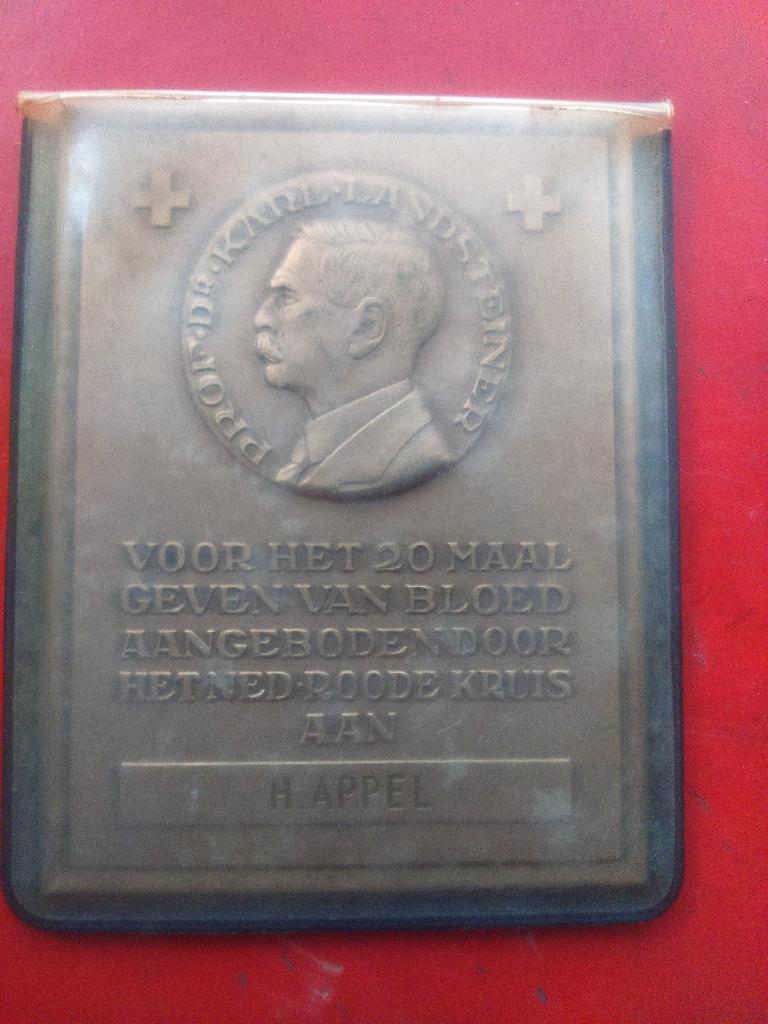 PROF·DR·KARL·LANDSTEINER
VOOR HET 20 MAAL
GEVEN VAN BLOED
AANGEBODEN DOOR
HET NED·ROODE KRUIS
AAN
H.APPEL